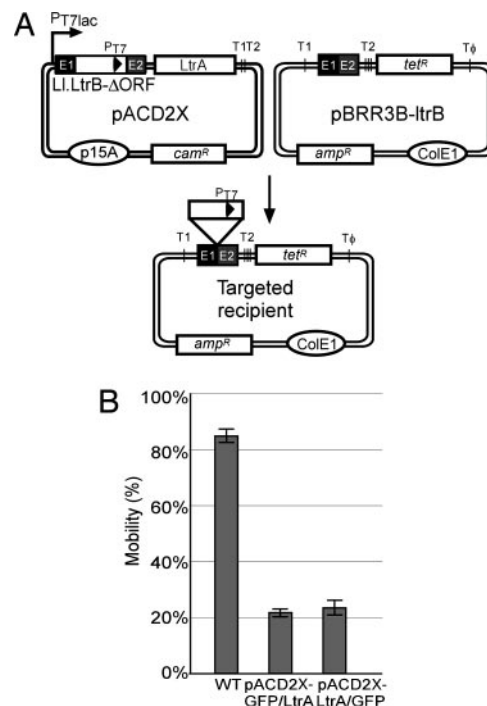 A
PT7lac
E1 PT7 E2 LtrA T1T2
Ll.LtrB-ΔORF
pACD2X
p15A camR
T1 E1 E2 T2 tetR Tϕ
pBRR3B-ltrB
ampR ColE1
PT7
T1 E1 E2 T2 tetR Tϕ
Targeted
recipient
ampR ColE1
B
Mobility (%)
100%
80%
60%
40%
20%
0%
WT pACD2X- pACD2X-
GFP/LtrA LtrA/GFP